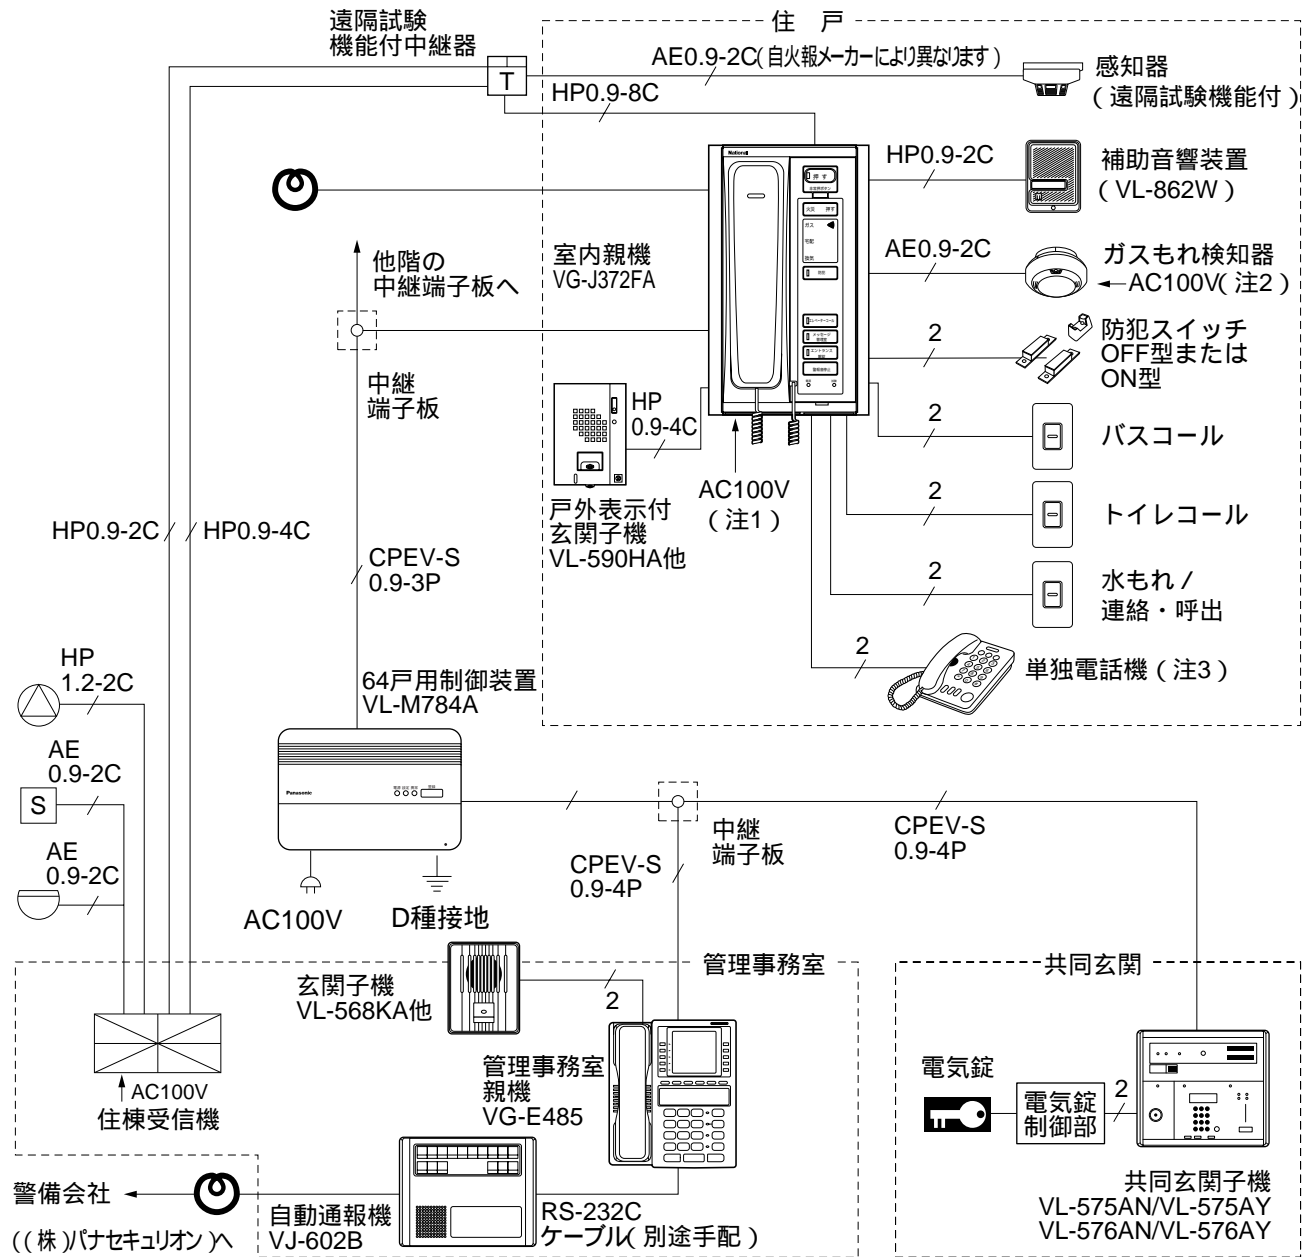 遠隔試験
機能付中継器
T
住 戸
AE0.9-2C(自火報メーカーにより異なります)
HP0.9-8C
感知器
(遠隔試験機能付)
National
押す
火災 押す
ガス
HP0.9-2C
補助音響装置
(VL-862W)
他階の
中継端子板へ
室内親機
VG-J372FA
AE0.9-2C
ガスもれ検知器
AC100V(注2)
2
防犯スイッチ
OFF型または
ON型
中継
端子板
HP
0.9-4C
2
バスコール
AC100V
(注1)
戸外表示付
玄関子機
VL-590HA他
2
トイレコール
HP0.9-2C
HP0.9-4C
CPEV-S
0.9-3P
2
水もれ/
連絡・呼出
2
単独電話機(注3)
HP
1.2-2C
64戸用制御装置
VL-M784A
AE
0.9-2C
S
Panasonic
AE
0.9-2C
中継
端子板
CPEV-S
0.9-4P
CPEV-S
0.9-4P
AC100V
D種接地
管理事務室
共同玄関
玄関子機
VL-568KA他
2
管理事務室
親機
VG-E485
AC100V
住棟受信機
電気錠
電気錠
制御部
2
共同玄関子機
VL-575AN/VL-575AY
VL-576AN/VL-576AY
警備会社
((株)パナセキュリオン)へ
自動通報機
VJ-602B
RS-232C
ケーブル(別途手配)